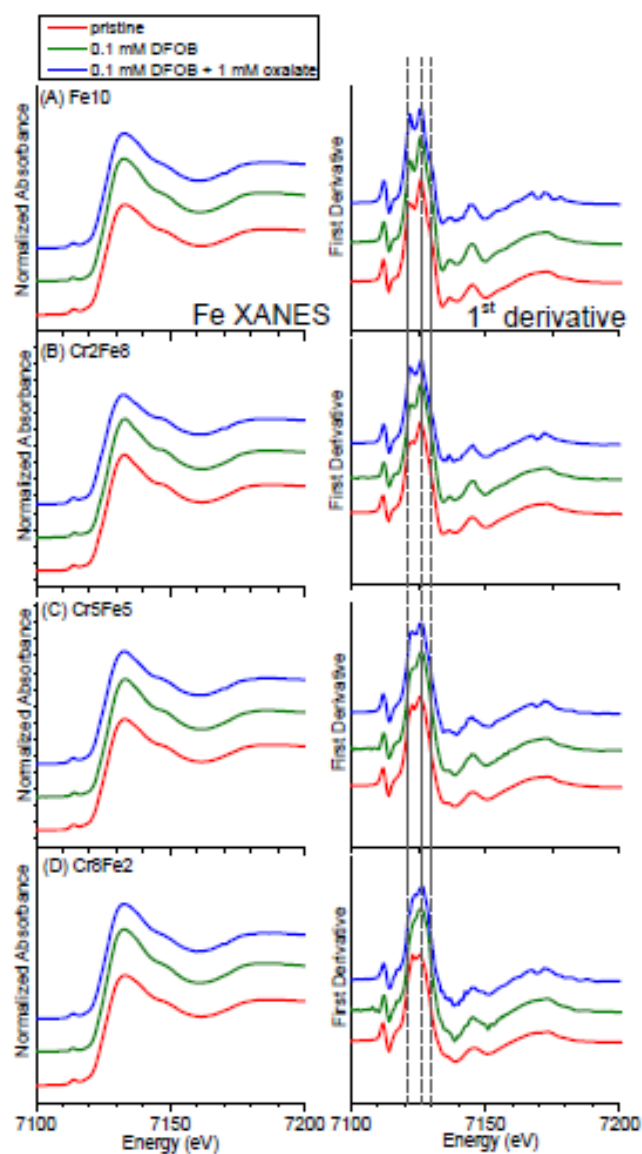 pristine
0.1 mM DFOB
0.1 mM DFOB + 1 mM oxalate
(A) Fe10
Normalized Absorbance
Fe XANES
First Derivative
1st derivative
(B) Cr2Fe8
Normalized Absorbance
First Derivative
(C) Cr5Fe5
Normalized Absorbance
First Derivative
(D) Cr8Fe2
Normalized Absorbance
First Derivative
7100 7150 7200
Energy (eV)
7100 7150 7200
Energy (eV)